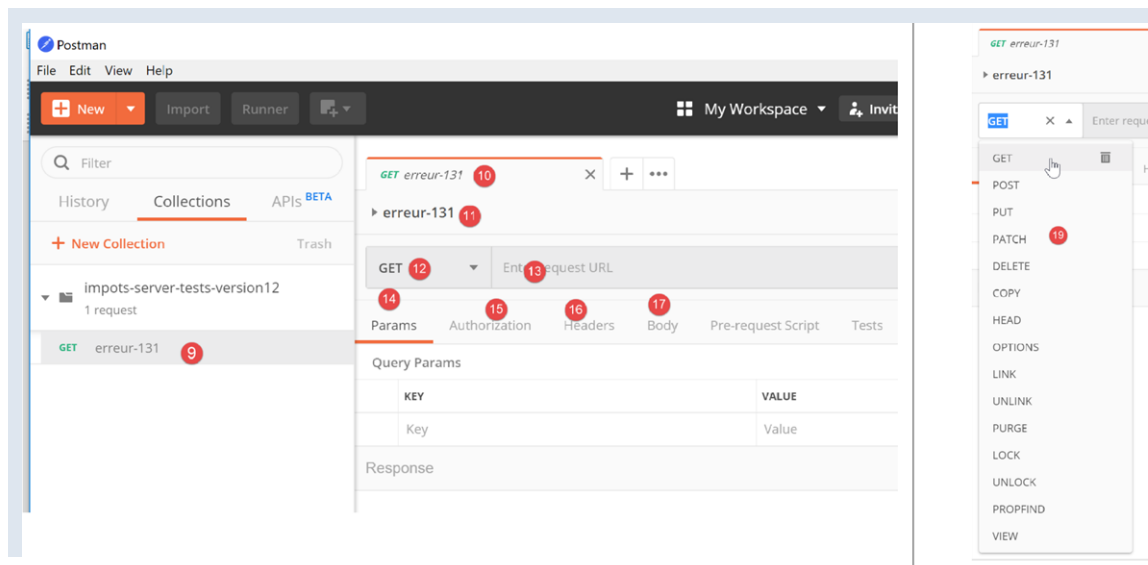 Postman
File Edit View Help
New Import Runner My Workspace Invit
Filter
History Collections APIs BETA
New Collection Trash
impots-server-tests-version12
1 request
GET erreur-131 9
GET erreur-131 10
erreur-131 11
GET 12 Enter request URL 13
14 15 16 17
Params Authorization Headers Body Pre-request Script Tests
Query Params
KEY VALUE
Key Value
Response
GET erreur-131
erreur-131
GET Enter reque
GET
POST
PUT
PATCH 19
DELETE
COPY
HEAD
OPTIONS
LINK
UNLINK
PURGE
LOCK
UNLOCK
PROPFIND
VIEW